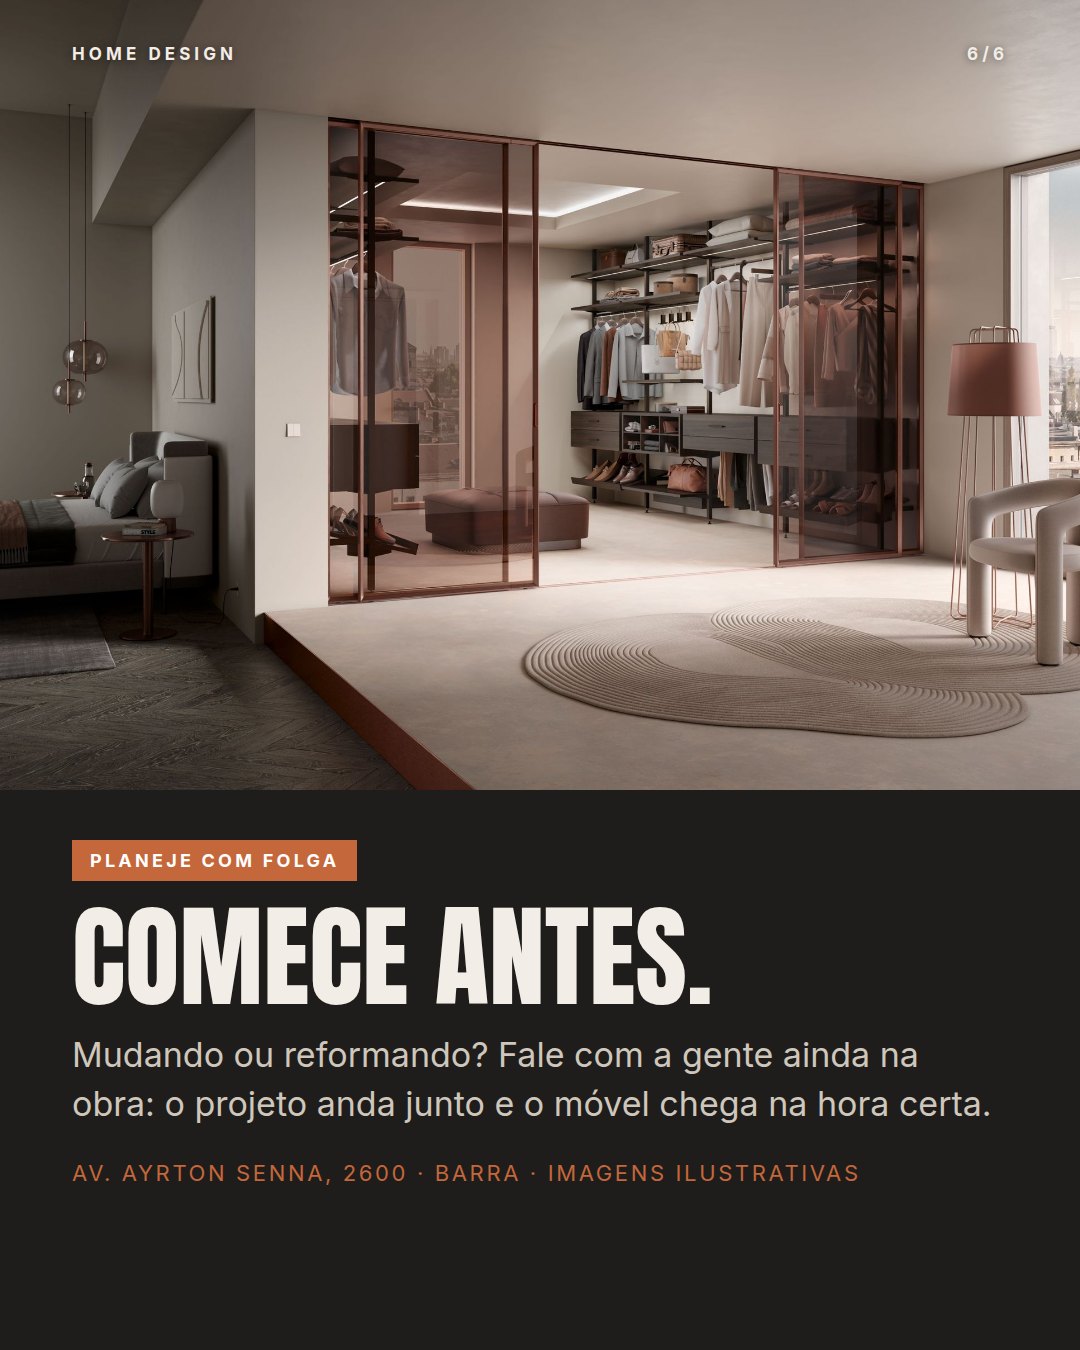 HOME DESIGN
6/6
STYLE
PLANEJE COM FOLGA
COMECE ANTES.
Mudando ou reformando? Fale com a gente ainda na
obra: o projeto anda junto e o móvel chega na hora certa.
AV. AYRTON SENNA, 2600 · BARRA · IMAGENS ILUSTRATIVAS